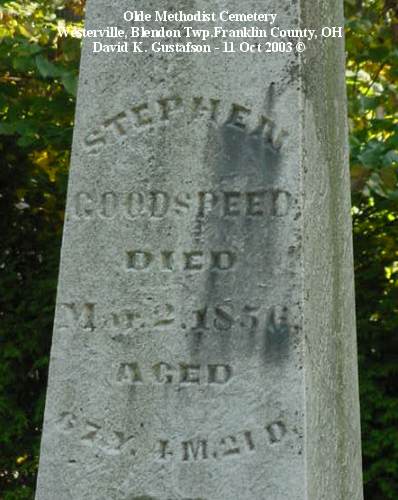 Olde Methodist Cemetery
Westerville, Blendon Twp.Franklin County, OH
David K. Gustafson - 11 Oct 2003 ©
STEPHEN
GOODSPEED
DIED
Mar. 2. 1856.
AGED
67.Y. 4 M. 21 D.